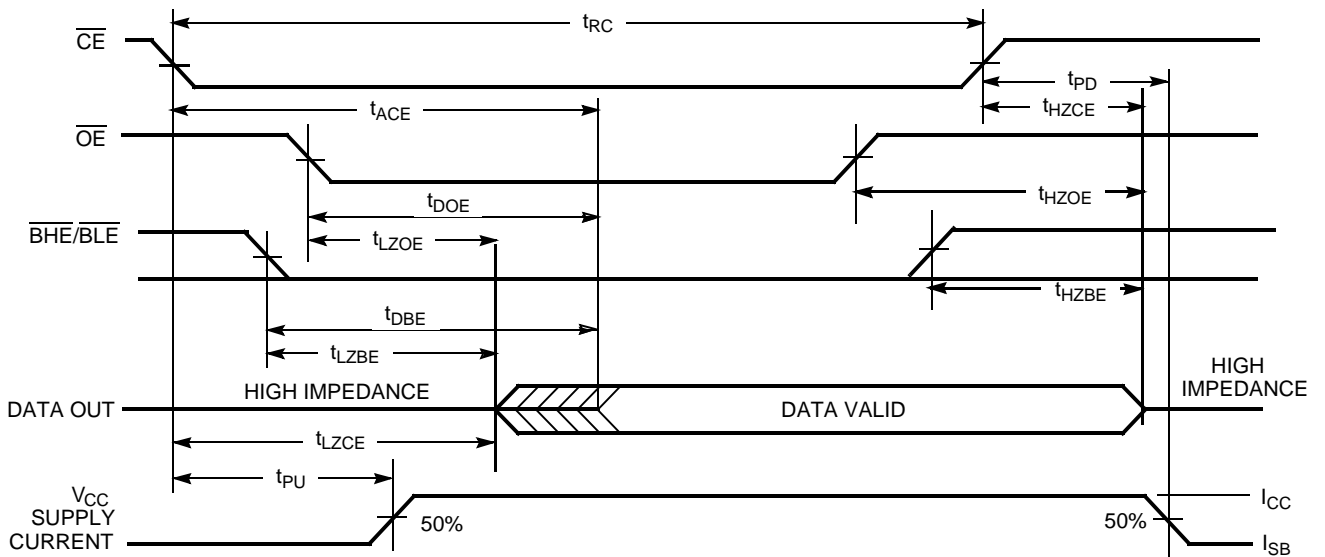 tRC
CE
tPD
tACE
tHZCE
OE
tDOE
tHZOE
BHE/BLE
tLZOE
tHZBE
tDBE
tLZBE
HIGH IMPEDANCE
HIGH
IMPEDANCE
DATA OUT
DATA VALID
tLZCE
tPU
VCC
SUPPLY
CURRENT
50%
50%
ICC
ISB